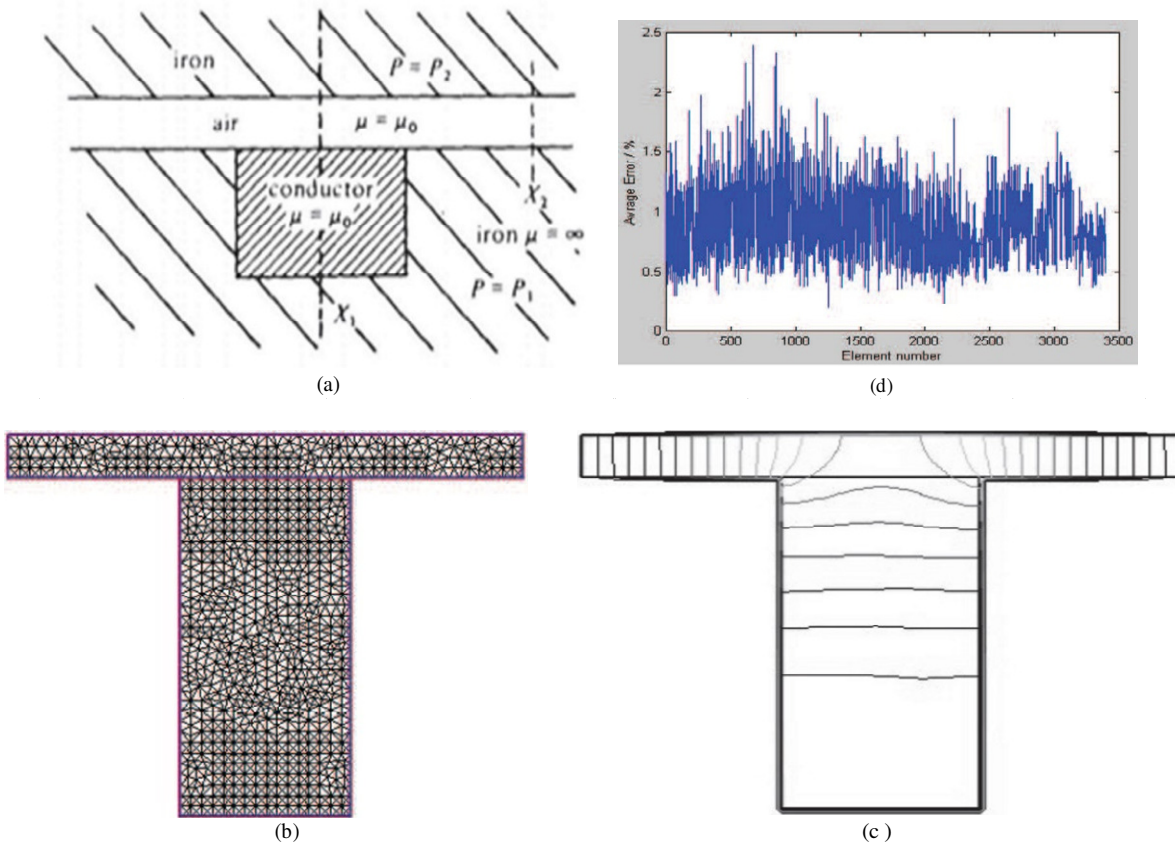 iron
P = P₂
air
μ = μ₀
conductor
μ = μ₀
X₂
iron μ = ∞
P = P₁
X₁
(a)
2.5
2
1.5
1
0.5
0
Avrage Error / %
0 500 1000 1500 2000 2500 3000 3500
Element number
(d)
(b)
(c )